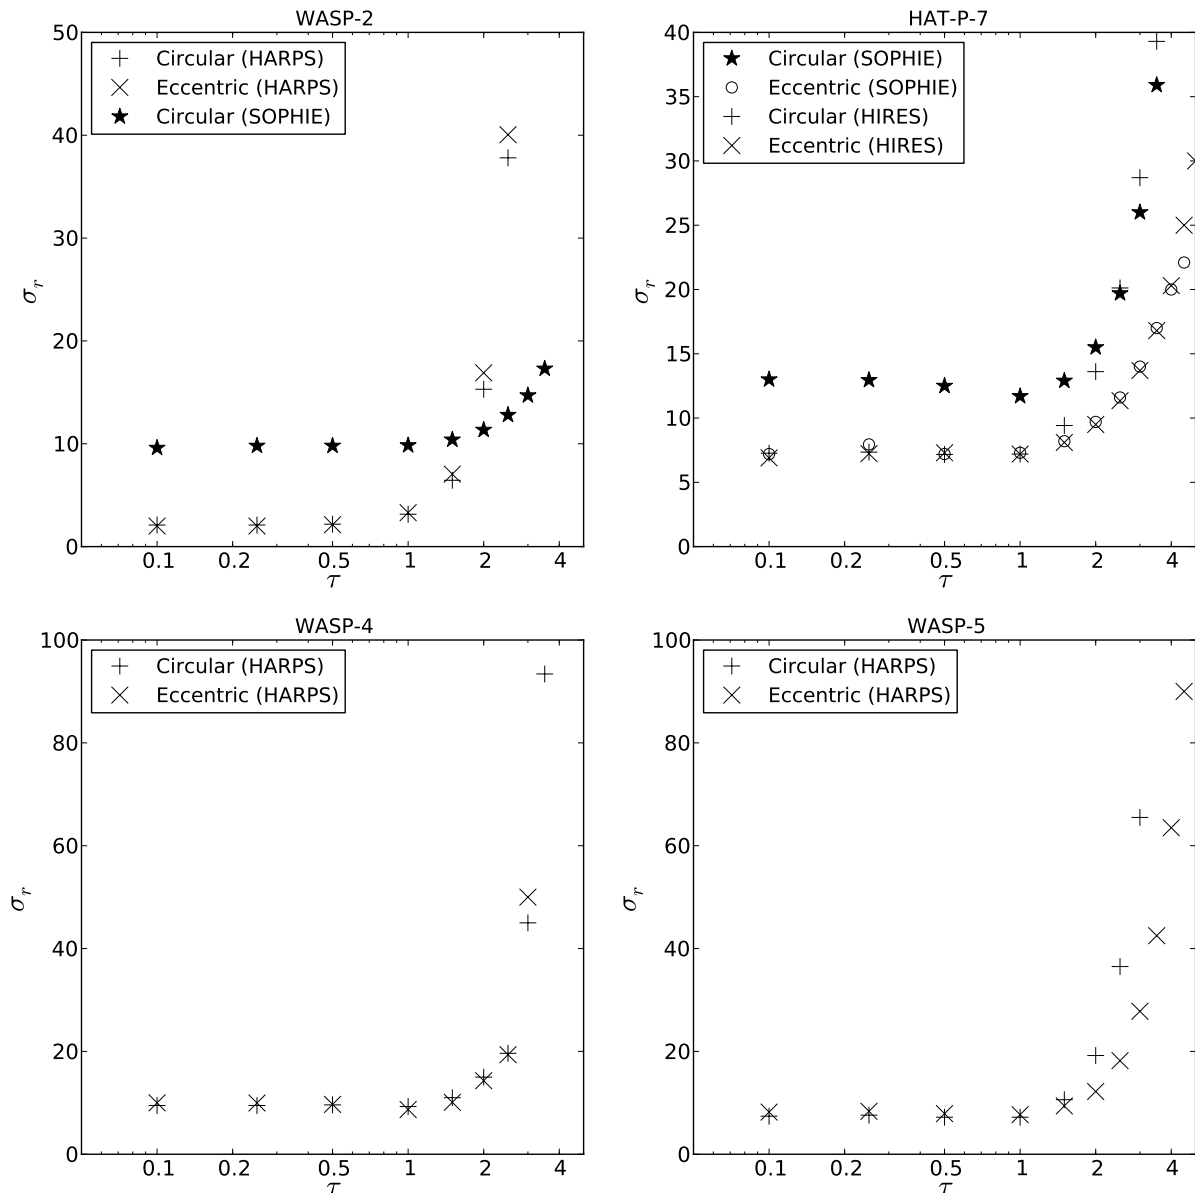 WASP-2
50
40
30
20
10
0
σr
Circular (HARPS)
Eccentric (HARPS)
Circular (SOPHIE)
0.1 0.2 0.5 1 2 4
τ
HAT-P-7
40
35
30
25
20
15
10
5
0
σr
Circular (SOPHIE)
Eccentric (SOPHIE)
Circular (HIRES)
Eccentric (HIRES)
0.1 0.2 0.5 1 2 4
τ
WASP-4
100
80
60
40
20
0
σr
Circular (HARPS)
Eccentric (HARPS)
0.1 0.2 0.5 1 2 4
τ
WASP-5
100
80
60
40
20
0
σr
Circular (HARPS)
Eccentric (HARPS)
0.1 0.2 0.5 1 2 4
τ